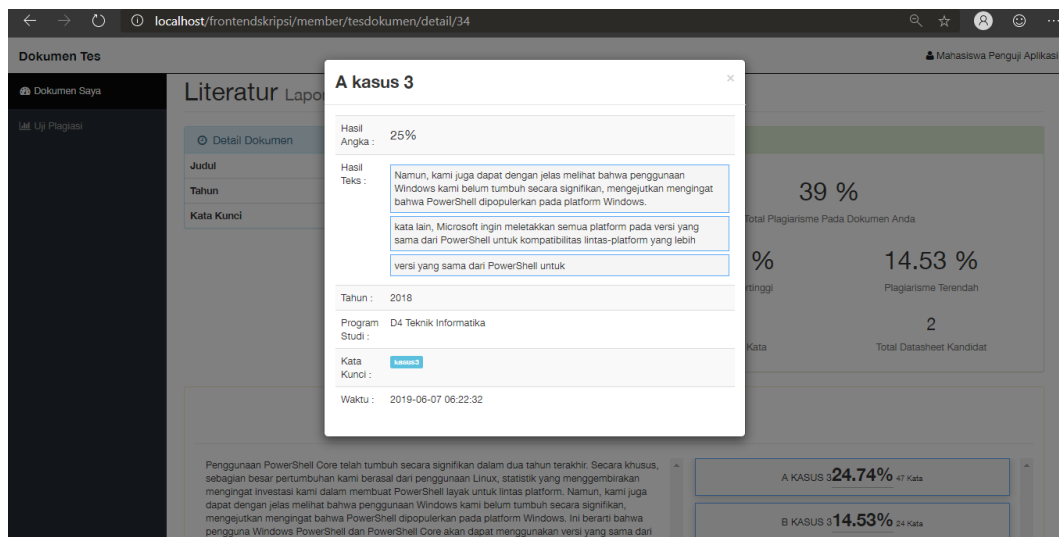 localhost/frontendskripsi/member/tesdokumen/detail/34
Dokumen Tes
Mahasiswa Penguji Aplikasi
Dokumen Saya
Uji Plagiasi
Literatur
Detail Dokumen
Judul
Tahun
Kata Kunci
A kasus 3
×
Hasil
Angka :
25%
Hasil
Teks :
Namun, kami juga dapat dengan jelas melihat bahwa penggunaan
Windows kami belum tumbuh secara signifikan, mengejutkan mengingat
bahwa PowerShell dipopulerkan pada platform Windows.
kata lain, Microsoft ingin meletakkan semua platform pada versi yang
sama dari PowerShell untuk kompatibilitas lintas-platform yang lebih
versi yang sama dari PowerShell untuk
Tahun :
2018
Program
Studi :
D4 Teknik Informatika
Kata
Kunci :
kasus3
Waktu :
2019-06-07 06:22:32
39 %
Total Plagiarisme Pada Dokumen Anda
%
14.53 %
Plagiarisme Terendah
2
Kata
Total Datasheet Kandidat
Penggunaan PowerShell Core telah tumbuh secara signifikan dalam dua tahun terakhir. Secara khusus,
sebagian besar pertumbuhan kami berasal dari penggunaan Linux, statistik yang menggembirakan
mengingat investasi kami dalam membuat PowerShell layak untuk lintas platform. Namun, kami juga
dapat dengan jelas melihat bahwa penggunaan Windows kami belum tumbuh secara signifikan,
mengejutkan mengingat bahwa PowerShell dipopulerkan pada platform Windows. Ini berarti bahwa
pengguna Windows PowerShell dan PowerShell Core akan dapat menggunakan versi yang sama dari
A KASUS 3 24.74% 47 Kata
B KASUS 3 14.53% 24 Kata